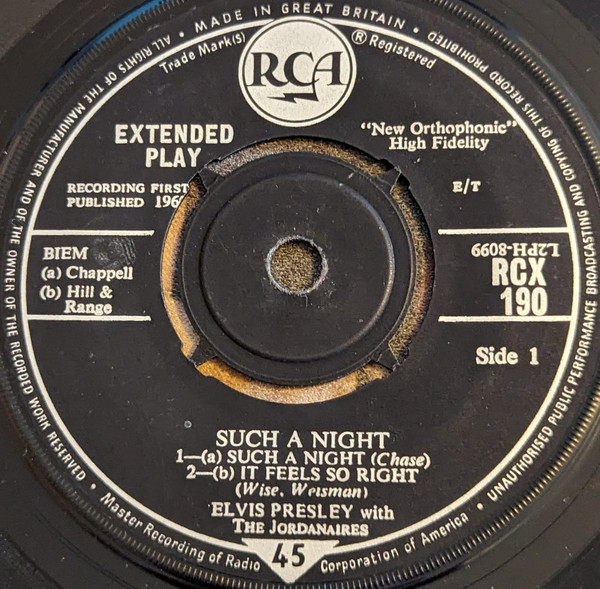 MADE IN GREAT BRITAIN • ALL RIGHTS OF THE MANUFACTURER AND OF THE OWNER OF THE RECORDED WORK RESERVED • UNAUTHORISED PUBLIC PERFORMANCE BROADCASTING AND COPYING OF THIS RECORD PROHIBITED •
Trade Mark(s) ® Registered
RCA
EXTENDED
PLAY
"New Orthophonic"
High Fidelity
RECORDING FIRST
PUBLISHED 196
E/T
BIEM
(a) Chappell
(b) Hill &
Range
L2PH-8099
RCX
190
Side 1
SUCH A NIGHT
1—(a) SUCH A NIGHT (Chase)
2—(b) IT FEELS SO RIGHT
(Wise, Weisman)
ELVIS PRESLEY with
THE JORDANAIRES
Master Recording of Radio Corporation of America
45